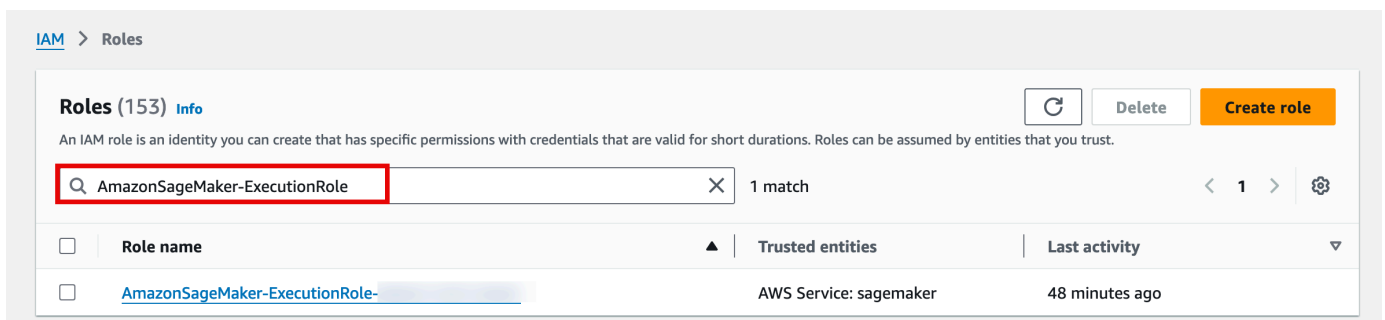 IAM > Roles
Roles (153) Info
Delete
Create role
An IAM role is an identity you can create that has specific permissions with credentials that are valid for short durations. Roles can be assumed by entities that you trust.
AmazonSageMaker-ExecutionRole
1 match
1
Role name
Trusted entities
Last activity
AmazonSageMaker-ExecutionRole-
AWS Service: sagemaker
48 minutes ago